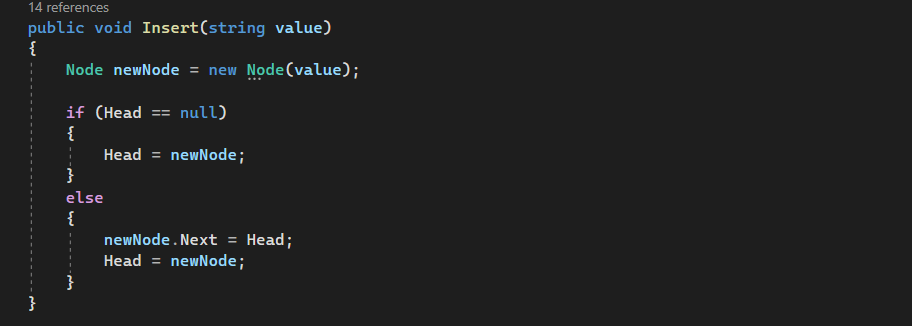 14 references
public void Insert(string value)
{
    Node newNode = new Node(value);

    if (Head == null)
    {
        Head = newNode;
    }
    else
    {
        newNode.Next = Head;
        Head = newNode;
    }
}